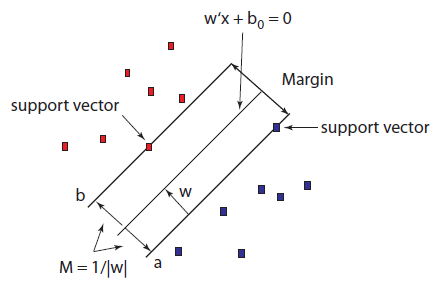 w'x + b₀ = 0
Margin
support vector
support vector
b
w
M = 1/|w|
a